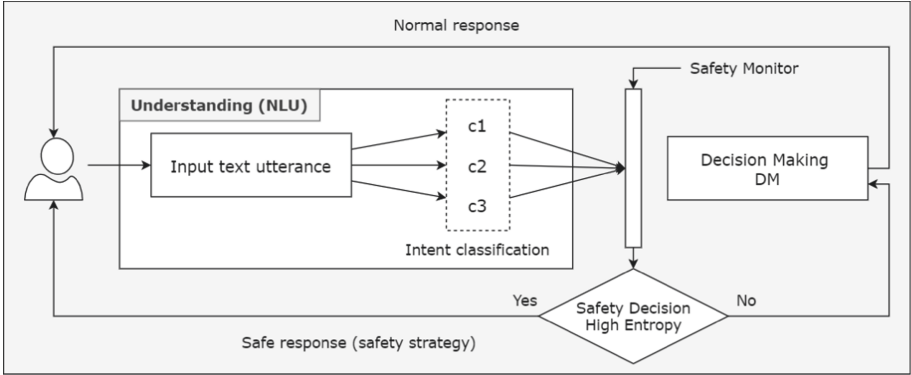 Normal response
Safety Monitor
Understanding (NLU)
Input text utterance
c1
c2
c3
Intent classification
Decision Making
DM
Yes
Safety Decision
High Entropy
No
Safe response (safety strategy)